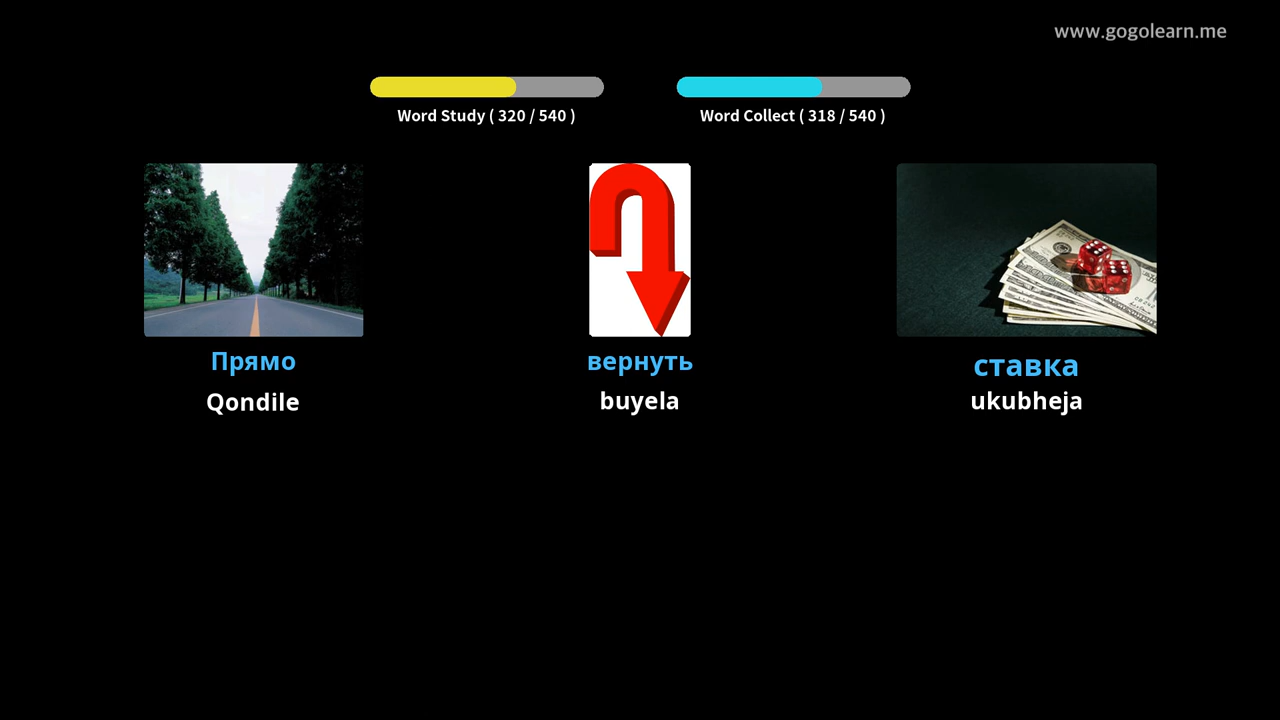 www.gogolearn.me
Word Study ( 320 / 540 )
Word Collect ( 318 / 540 )
Прямо
вернуть
ставка
Qondile
buyela
ukubheja